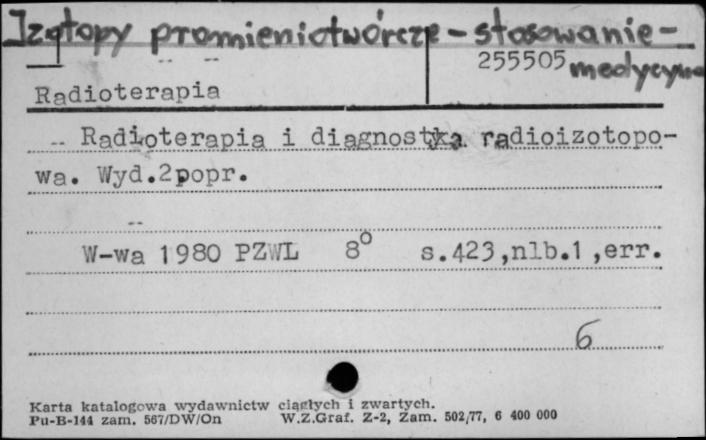 Izotopy promieniotwórcze - stosowanie -
255505 medycyna
Radioterapia
-- Radioterapia i diagnostyka radioizotopo-
wa. Wyd.2popr.
--
W-wa 1980 PZWL 8° s.423,nlb.1,err.
6
Karta katalogowa wydawnictw ciągłych i zwartych.
Pu-B-144 zam. 567/DW/On W.Z.Graf. Z-2, Zam. 502/77, 6 400 000